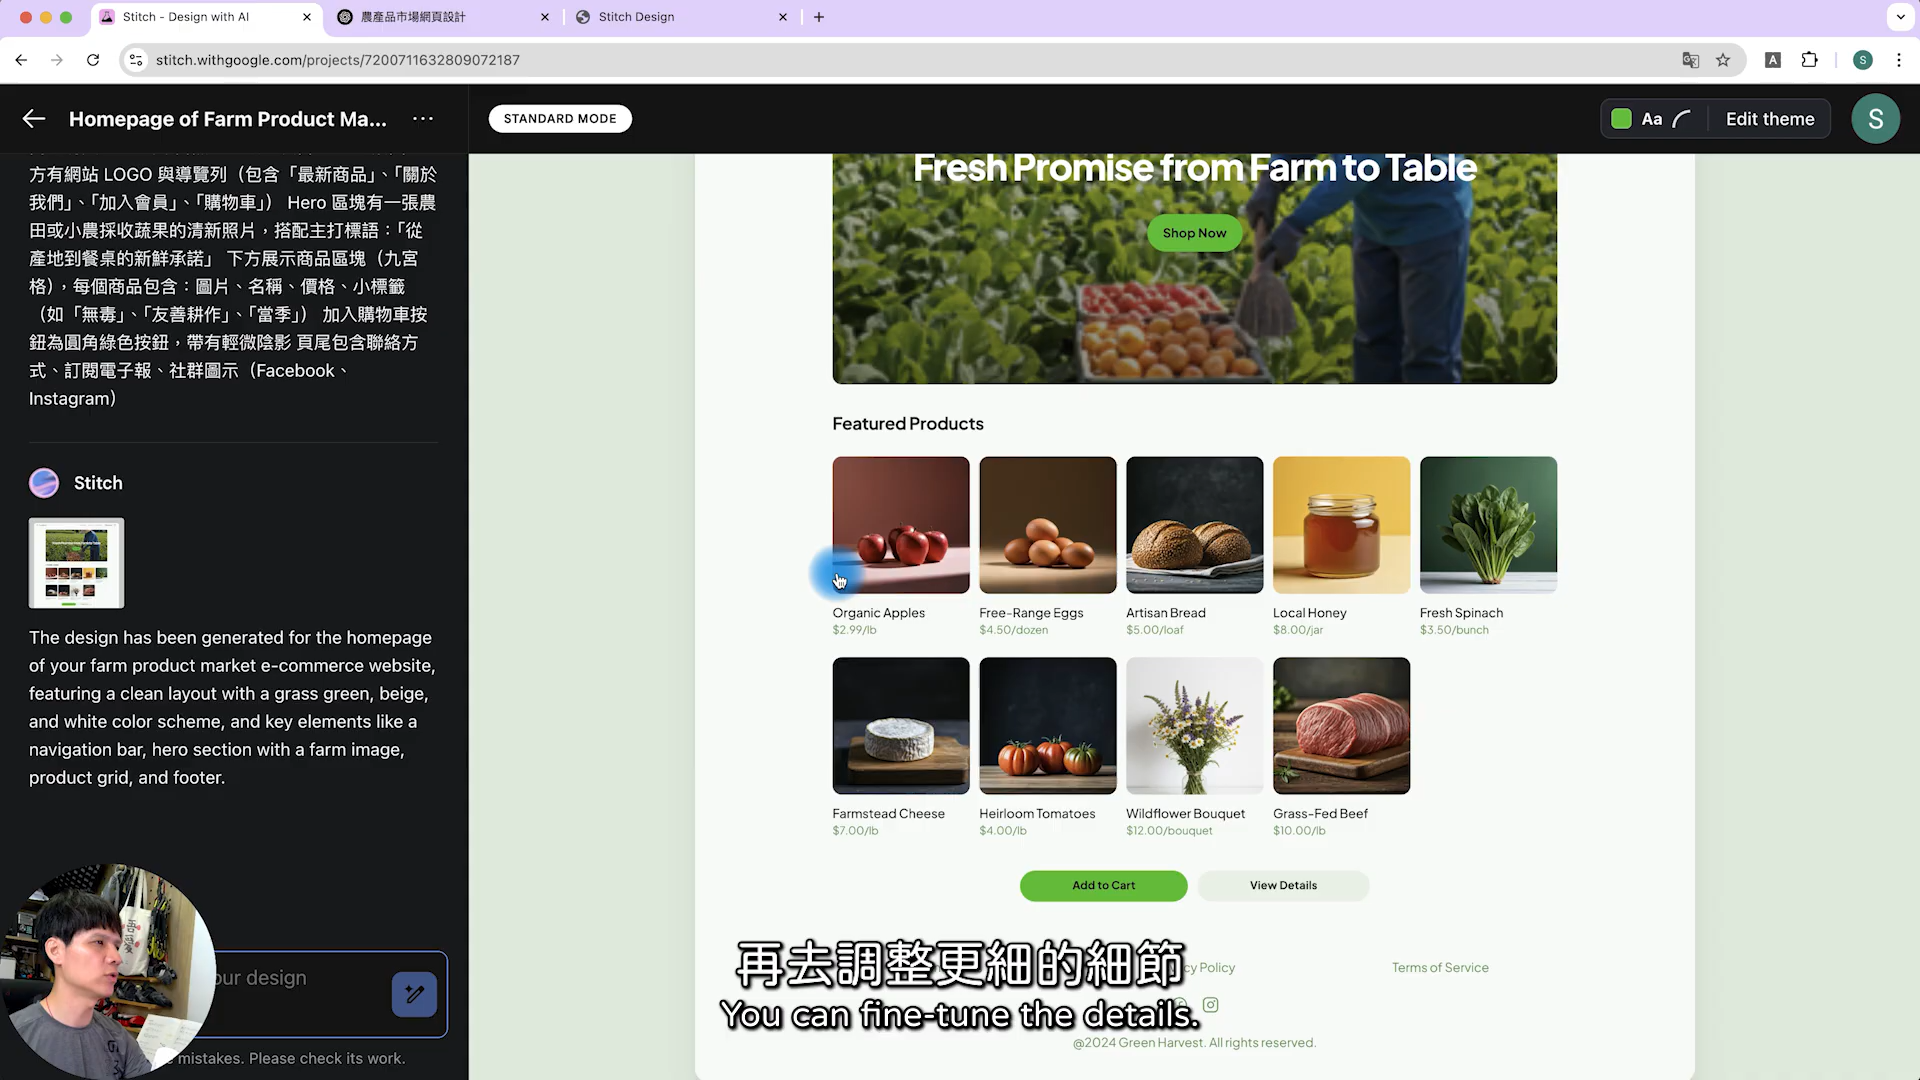 Stitch - Design with AI
農產品市場網頁設計
Stitch Design
stitch.withgoogle.com/projects/7200711632809072187
A
S
Homepage of Farm Product Ma...
STANDARD MODE
Aa
Edit theme
S
方有網站 LOGO 與導覽列（包含「最新商品」、「關於
我們」、「加入會員」、「購物車」） Hero 區塊有一張農
田或小農採收蔬果的清新照片，搭配主打標語：「從
產地到餐桌的新鮮承諾」 下方展示商品區塊（九宮
格），每個商品包含：圖片、名稱、價格、小標籤
（如「無毒」、「友善耕作」、「當季」） 加入購物車按
鈕為圓角綠色按鈕，帶有輕微陰影 頁尾包含聯絡方
式、訂閱電子報、社群圖示（Facebook、
Instagram）
Stitch
The design has been generated for the homepage
of your farm product market e-commerce website,
featuring a clean layout with a grass green, beige,
and white color scheme, and key elements like a
navigation bar, hero section with a farm image,
product grid, and footer.
our design
mistakes. Please check its work.
Fresh Promise from Farm to Table
Shop Now
Featured Products
Organic Apples
$2.99/lb
Free-Range Eggs
$4.50/dozen
Artisan Bread
$5.00/loaf
Local Honey
$8.00/jar
Fresh Spinach
$3.50/bunch
Farmstead Cheese
$7.00/lb
Heirloom Tomatoes
$4.00/lb
Wildflower Bouquet
$12.00/bouquet
Grass-Fed Beef
$10.00/lb
Add to Cart
View Details
Policy
Terms of Service
再去調整更細的細節
You can fine-tune the details.
@2024 Green Harvest. All rights reserved.